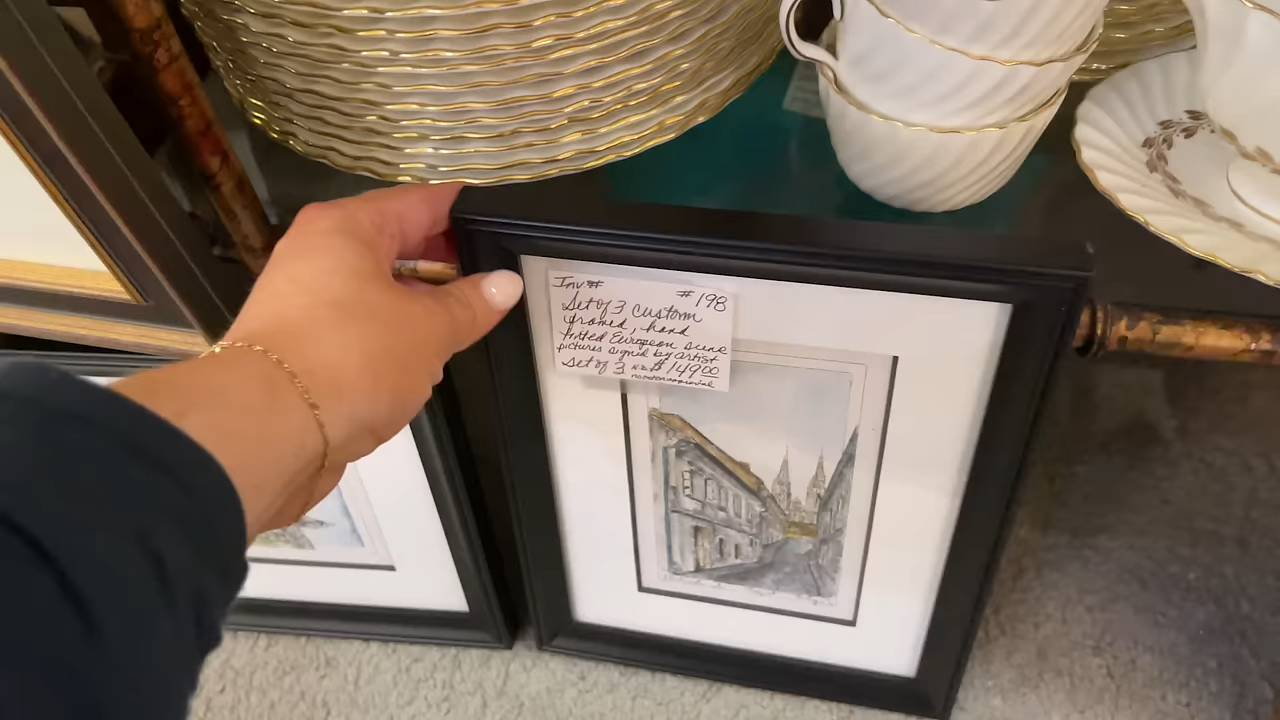 Inv.# #198
Set of 3 custom
framed, hand
tinted European scene
pictures signed by artist
Set of 3 $149.00